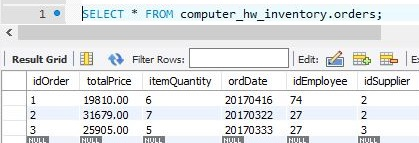 1 SELECT * FROM computer_hw_inventory.orders;
Result Grid Filter Rows: Edit: Export/Im
idOrder totalPrice itemQuantity ordDate idEmployee idSupplier
1 19810.00 6 20170416 74 2
2 31679.00 7 20170322 27 2
3 25905.00 5 20170333 27 3
NULL NULL NULL NULL NULL NULL